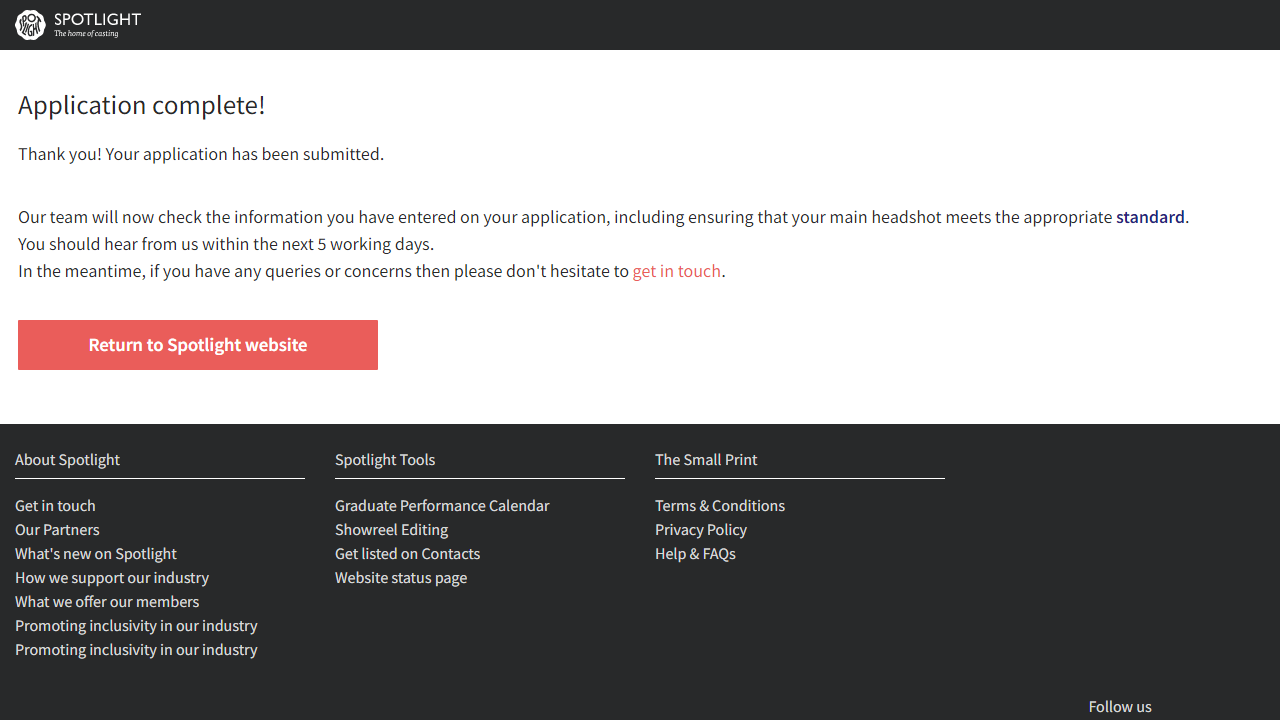 SPOTLIGHT
The home of casting
Application complete!
Thank you! Your application has been submitted.
Our team will now check the information you have entered on your application, including ensuring that your main headshot meets the appropriate standard.
You should hear from us within the next 5 working days.
In the meantime, if you have any queries or concerns then please don't hesitate to get in touch.
Return to Spotlight website
About Spotlight
Get in touch
Our Partners
What's new on Spotlight
How we support our industry
What we offer our members
Promoting inclusivity in our industry
Promoting inclusivity in our industry
Spotlight Tools
Graduate Performance Calendar
Showreel Editing
Get listed on Contacts
Website status page
The Small Print
Terms & Conditions
Privacy Policy
Help & FAQs
Follow us